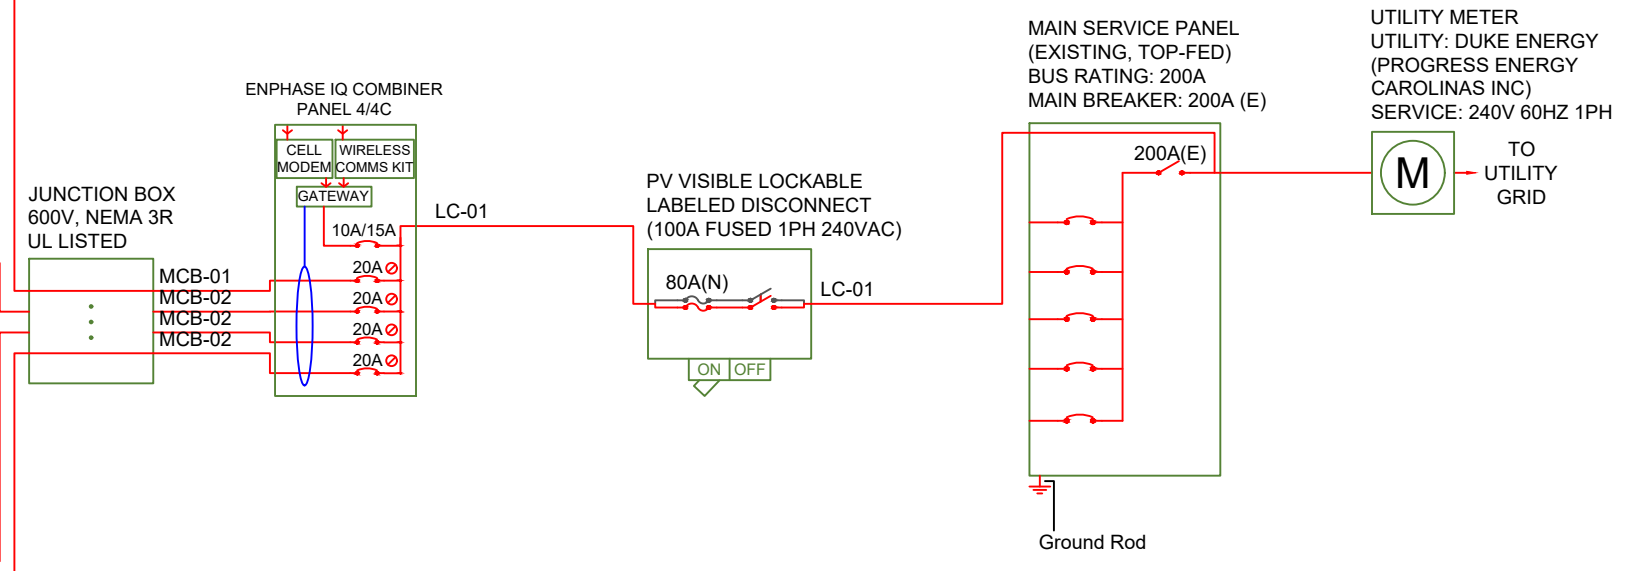 JUNCTION BOX
600V, NEMA 3R
UL LISTED
MCB-01
MCB-02
MCB-02
MCB-02
ENPHASE IQ COMBINER
PANEL 4/4C
CELL
MODEM
WIRELESS
COMMS KIT
GATEWAY
10A/15A
20A
20A
20A
20A
LC-01
PV VISIBLE LOCKABLE
LABELED DISCONNECT
(100A FUSED 1PH 240VAC)
80A(N)
ON OFF
LC-01
MAIN SERVICE PANEL
(EXISTING, TOP-FED)
BUS RATING: 200A
MAIN BREAKER: 200A (E)
200A(E)
Ground Rod
UTILITY METER
UTILITY: DUKE ENERGY
(PROGRESS ENERGY
CAROLINAS INC)
SERVICE: 240V 60HZ 1PH
M
TO
UTILITY
GRID